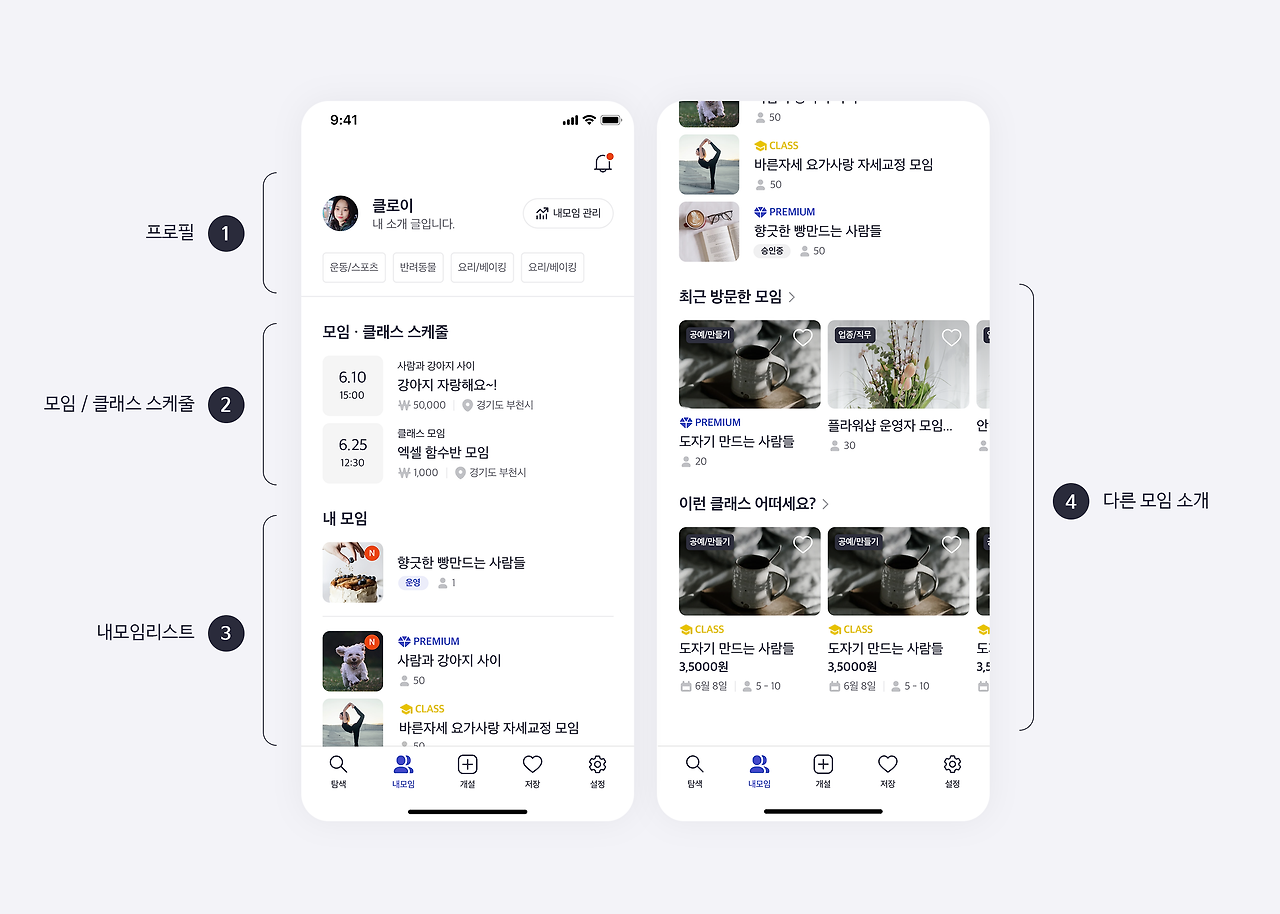 프로필 1
모임 / 클래스 스케줄 2
내모임리스트 3
9:41
클로이
내 소개 글입니다.
내모임 관리
운동/스포츠
반려동물
요리/베이킹
요리/베이킹
모임 · 클래스 스케줄
6.10
15:00
사람과 강아지 사이
강아지 자랑해요~!
₩ 50,000
경기도 부천시
6.25
12:30
클래스 모임
엑셀 함수반 모임
₩ 1,000
경기도 부천시
내 모임
N
향긋한 빵만드는 사람들
운영
1
N
PREMIUM
사람과 강아지 사이
50
CLASS
바른자세 요가사랑 자세교정 모임
50
탐색
내모임
개설
저장
설정
50
CLASS
바른자세 요가사랑 자세교정 모임
50
PREMIUM
향긋한 빵만드는 사람들
승인중
50
최근 방문한 모임
공예/만들기
업종/직무
PREMIUM
도자기 만드는 사람들
20
플라워샵 운영자 모임...
30
안
이런 클래스 어떠세요?
공예/만들기
공예/만들기
CLASS
도자기 만드는 사람들
3,5000원
6월 8일
5 - 10
CLASS
도자기 만드는 사람들
3,5000원
6월 8일
5 - 10
탐색
내모임
개설
저장
설정
4 다른 모임 소개